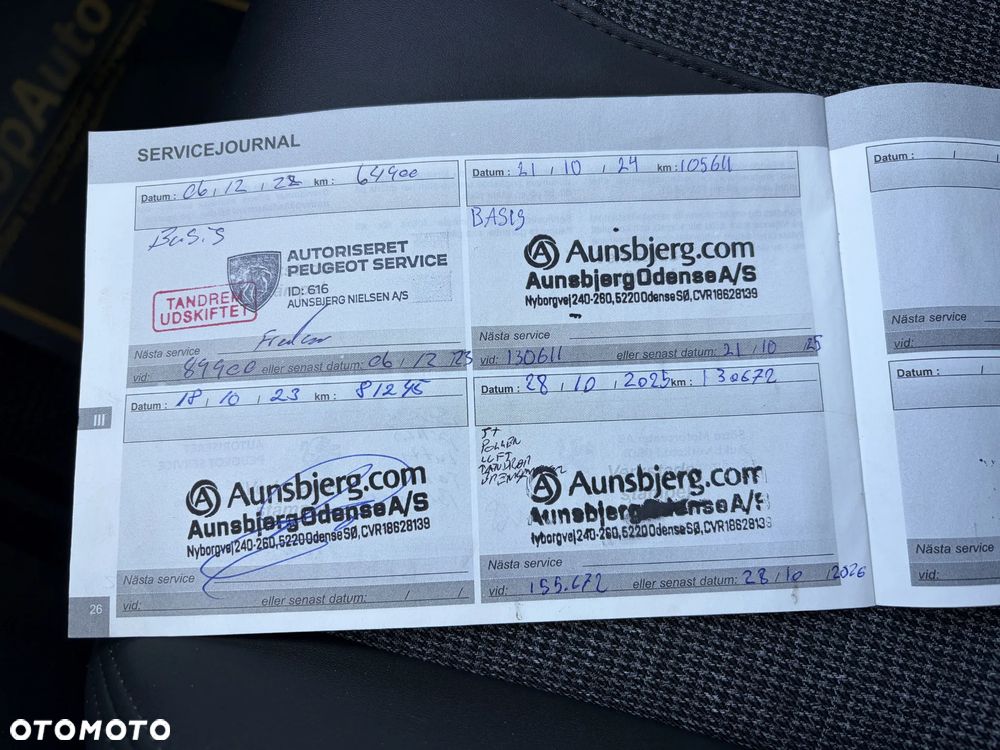 opAuto
SERVICEJOURNAL
Datum : 06 / 12 / 22 km : 64900
BASIS
AUTORISERET
PEUGEOT SERVICE
ID: 616
AUNSBJERG NIELSEN A/S
TANDREM
UDSKIFTET
Nästa service
vid: 89900 eller senast datum: 06 / 12 / 23
Datum : 21 / 10 / 24 km : 105611
BASIS
Aunsbjerg.com
Aunsbjerg Odense A/S
Nyborgvej 240-260, 5220 Odense SØ, CVR 18628139
Nästa service
vid: 130611 eller senast datum: 21 / 10 / 25
III
Datum : 18 / 10 / 23 km : 81245
Aunsbjerg.com
Aunsbjerg Odense A/S
Nyborgvej 240-260, 5220 Odense SØ, CVR 18628139
Nästa service
vid: eller senast datum: / /
Datum : 28 / 10 / 2025 km : 130672
POLLEN
LUFT
TANDREM
Aunsbjerg.com
Aunsbjerg Odense A/S
Nyborgvej 240-260, 5220 Odense SØ, CVR 18628139
Nästa service
vid: 155.672 eller senast datum: 28 / 10 / 2026
26
Datum : / /
Nästa service
vid:
Datum : /
Nästa service
vid:
OTOMOTO